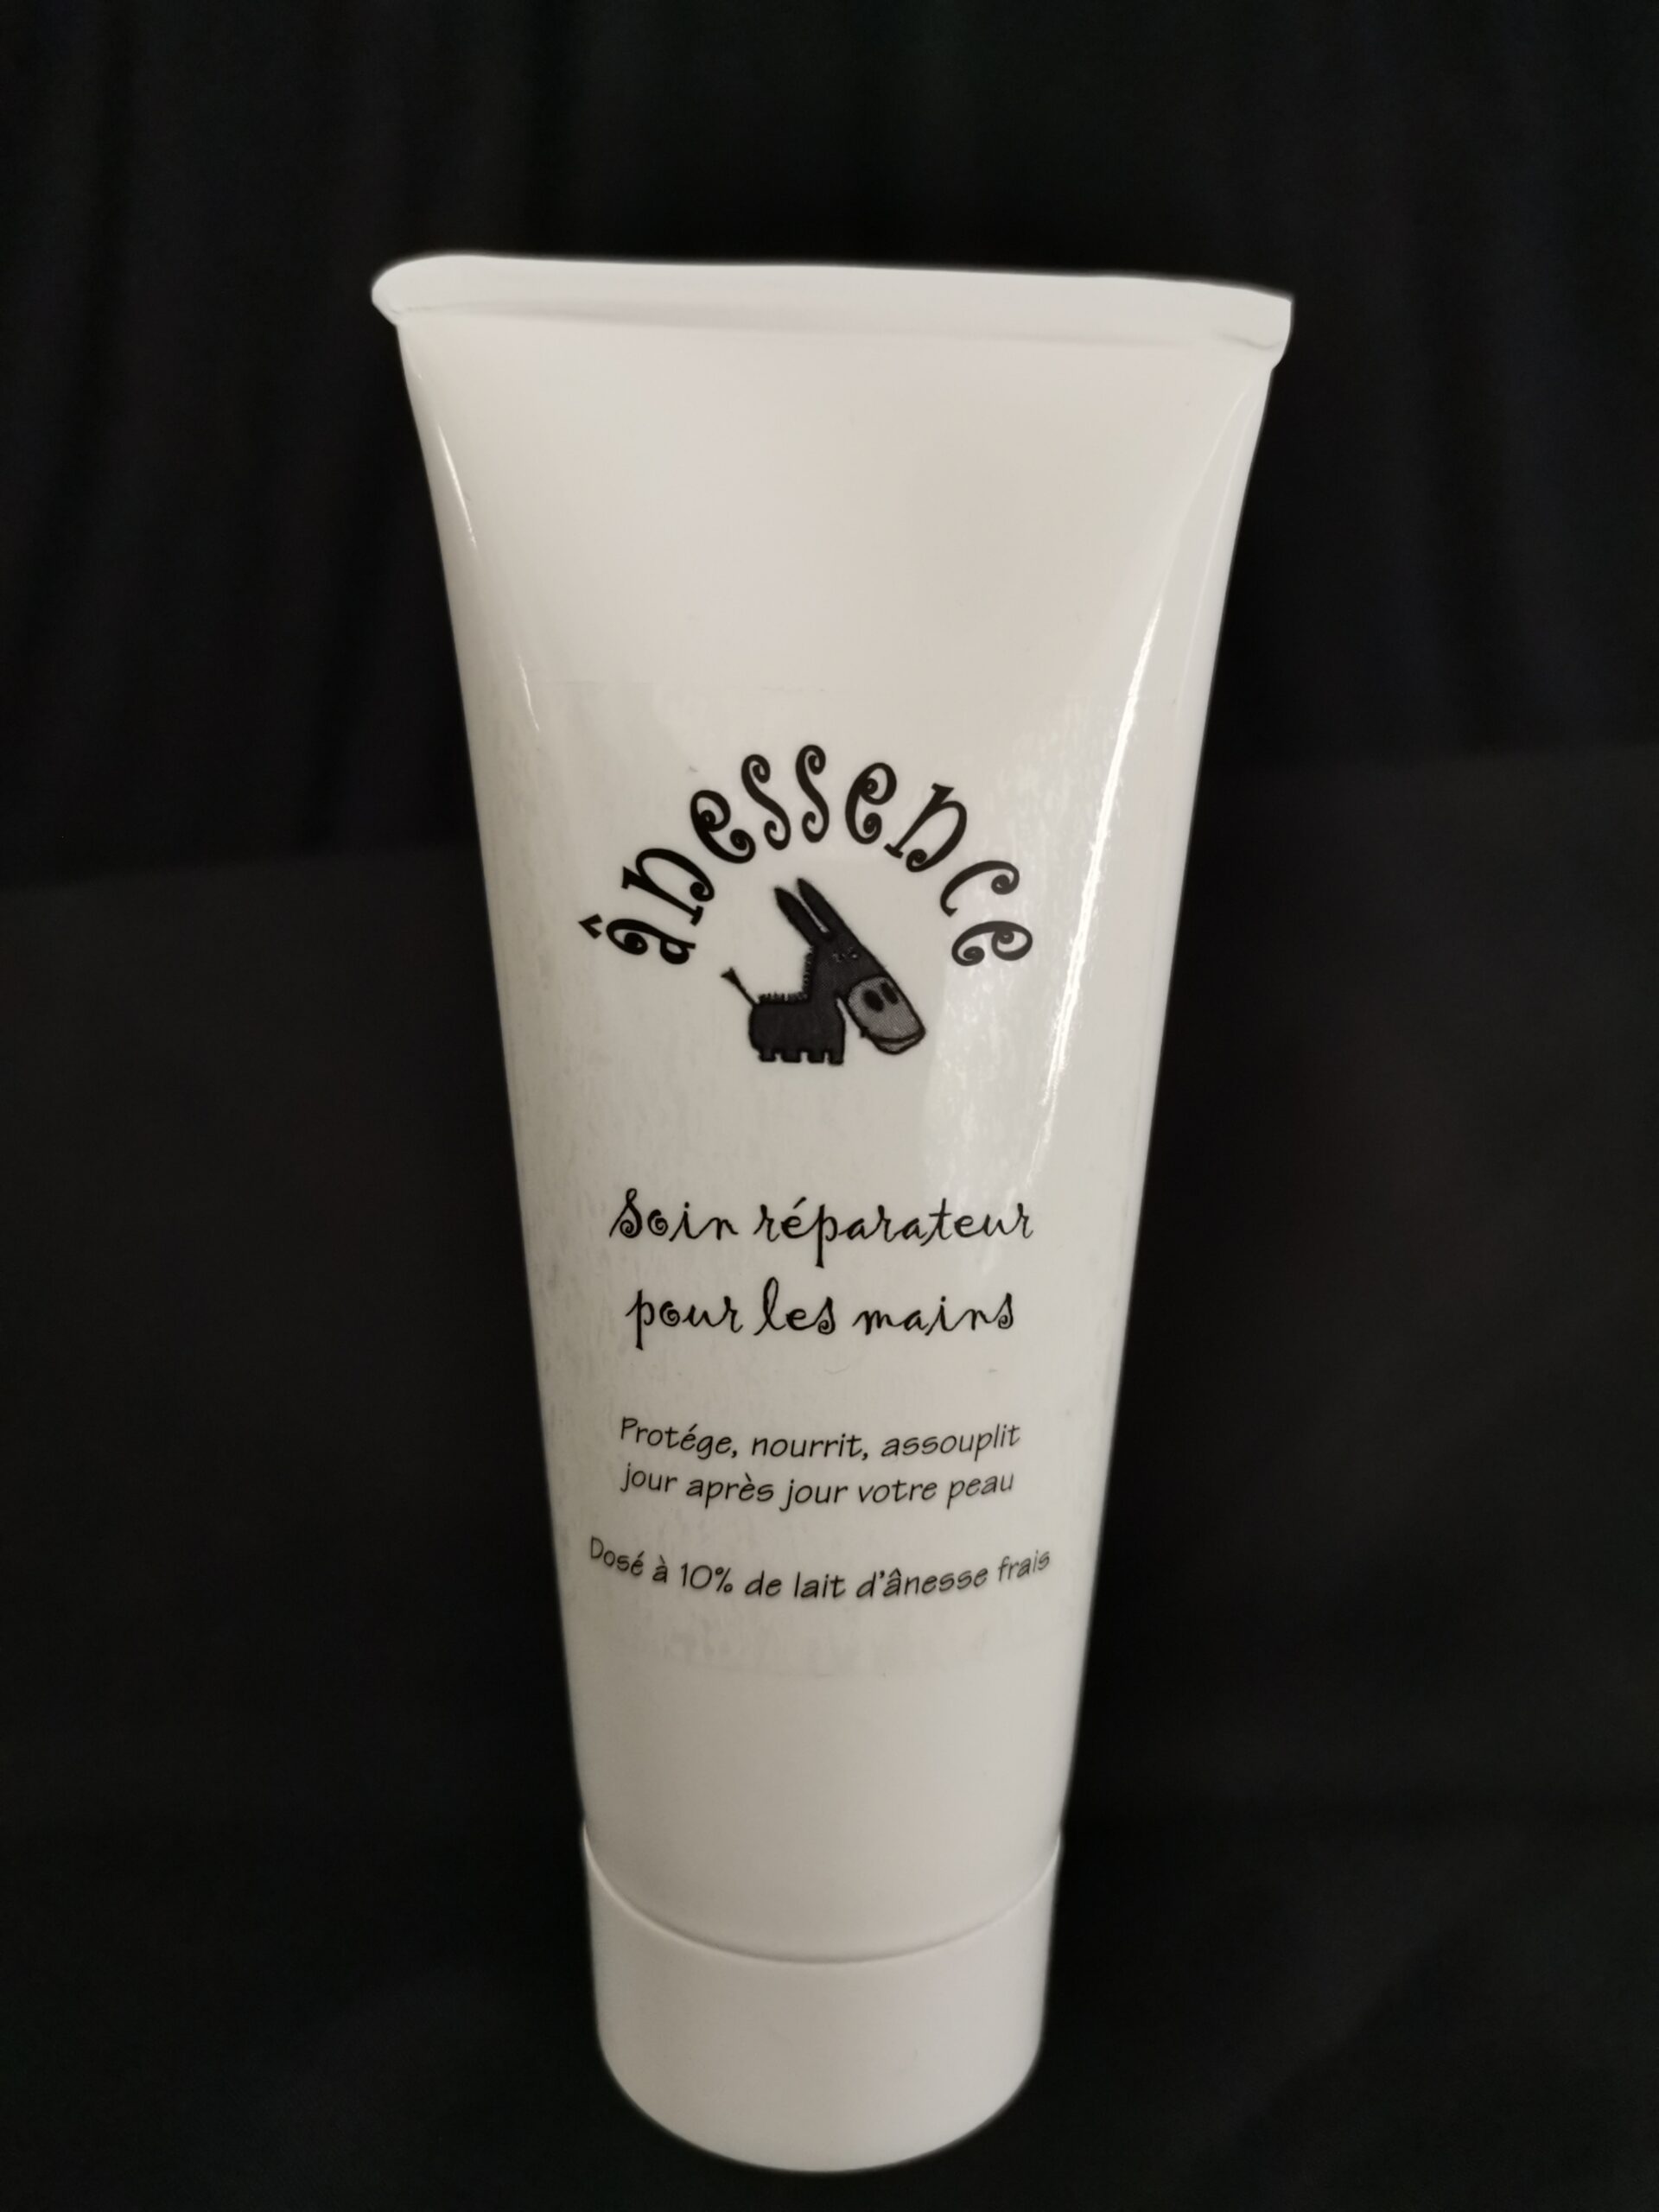 ânessence
Soin réparateur
pour les mains
Protége, nourrit, assouplit
jour après jour votre peau
Dosé à 10% de lait d'ânesse frais